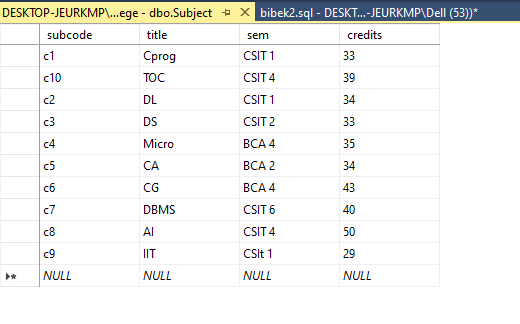 DESKTOP-JEURKMP\...ege - dbo.Subject bibek2.sql - DESKT...-JEURKMP\Dell (53))*
subcode title sem credits
c1 Cprog CSIT 1 33
c10 TOC CSIT 4 39
c2 DL CSIT 1 34
c3 DS CSIT 2 33
c4 Micro BCA 4 35
c5 CA BCA 2 34
c6 CG BCA 4 43
c7 DBMS CSIT 6 40
c8 AI CSIT 4 50
c9 IIT CSIt 1 29
NULL NULL NULL NULL